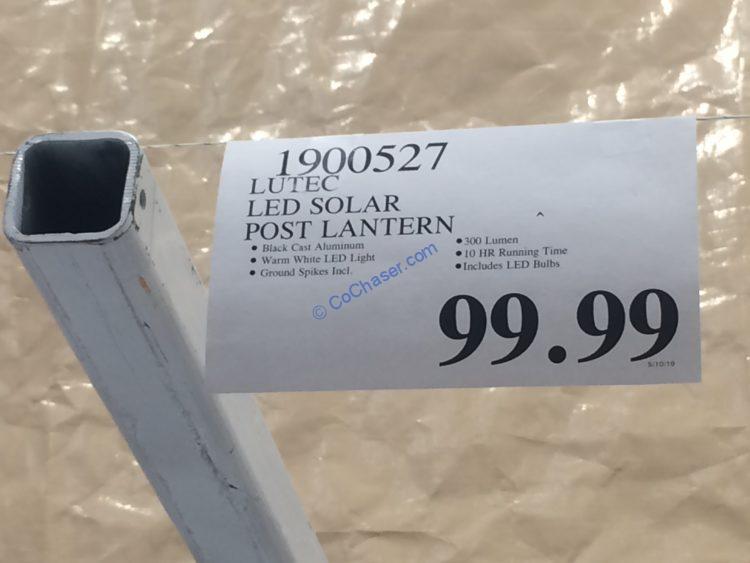 1900527
LUTEC
LED SOLAR
POST LANTERN
• Black Cast Aluminum
• Warm White LED Light
• Ground Spikes Incl.
• 300 Lumen
• 10 HR Running Time
• Includes LED Bulbs
© CoChaser.com
99.99
5/10/19